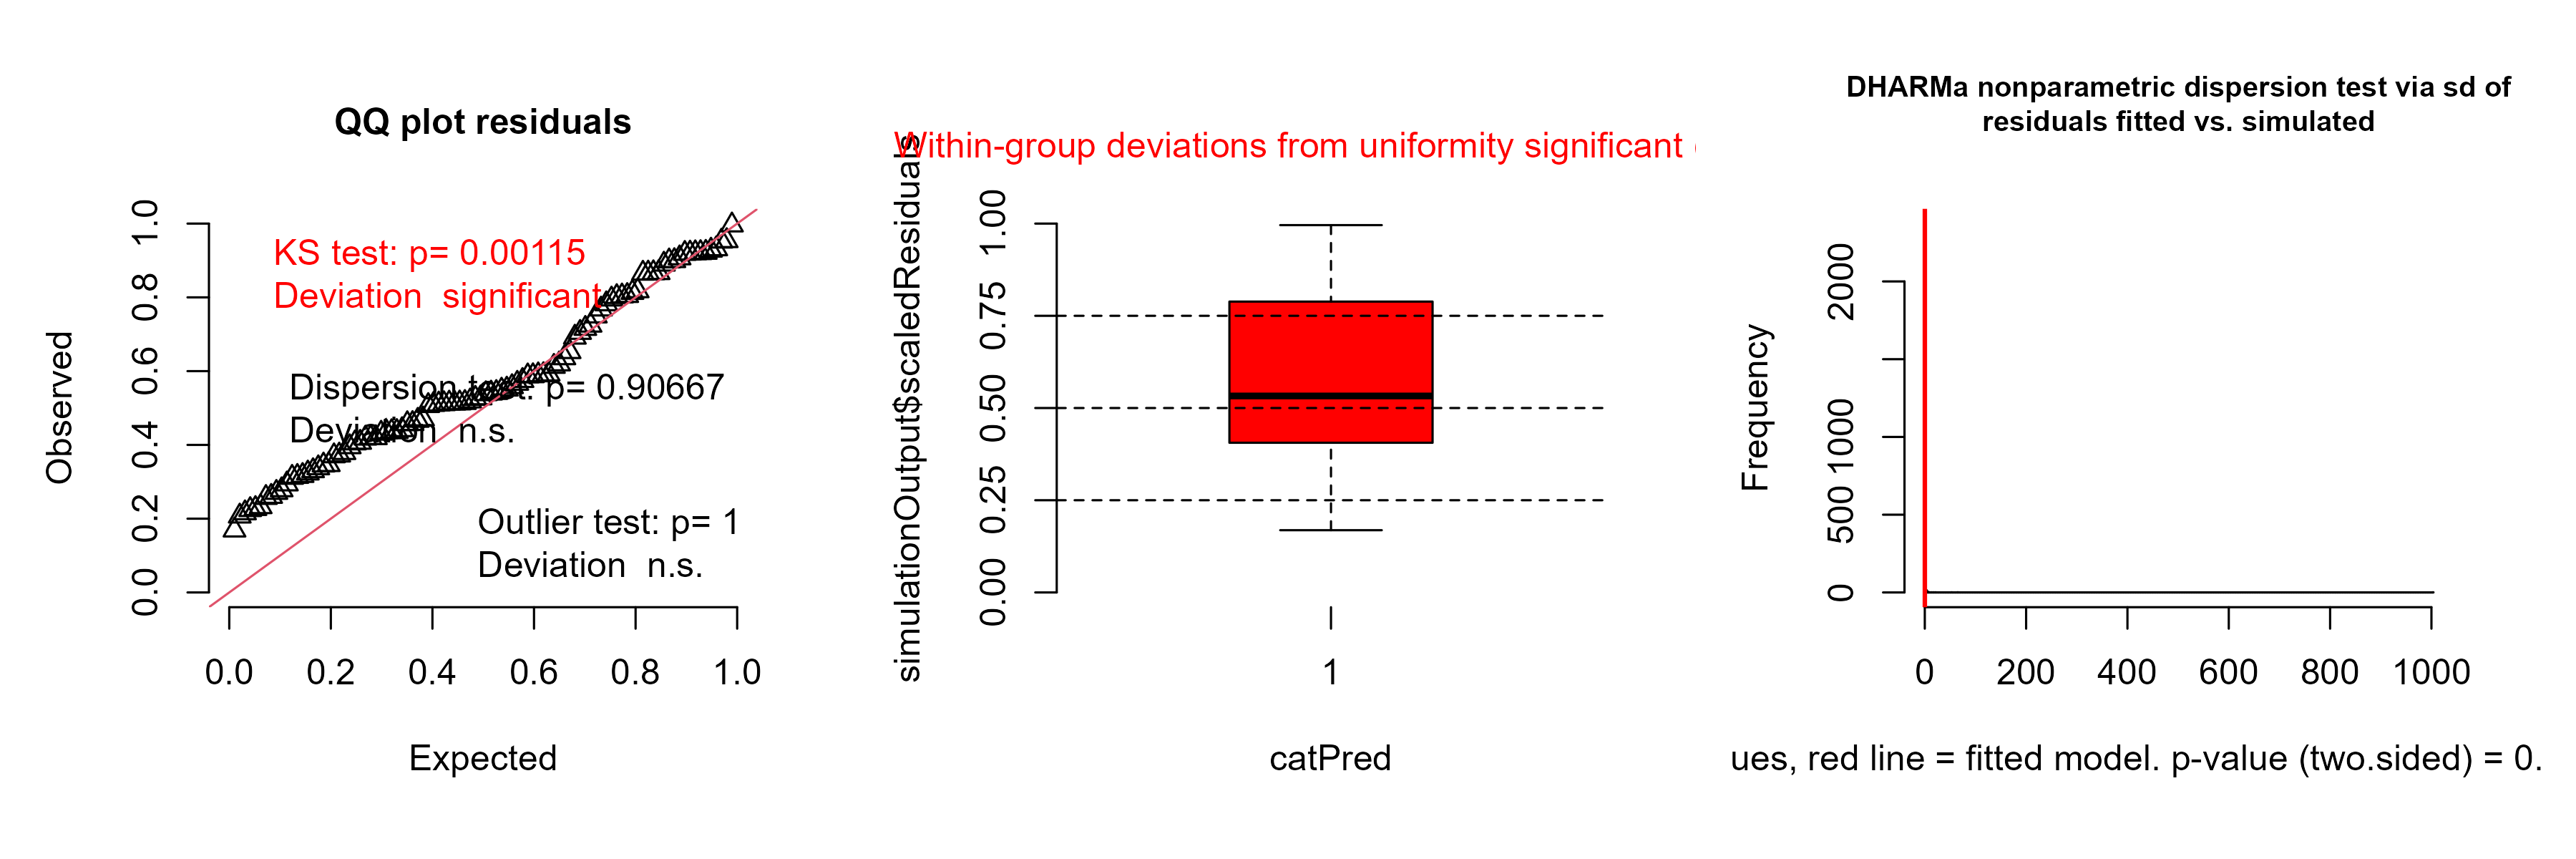 QQ plot residuals
KS test: p= 0.00115
Deviation  significant
Dispersion test: p= 0.90667
Deviation  n.s.
Outlier test: p= 1
Deviation  n.s.
Observed
0.0 0.2 0.4 0.6 0.8 1.0
0.0 0.2 0.4 0.6 0.8 1.0
Expected
Within-group deviations from uniformity significant (
simulationOutput$scaledResiduals
0.00 0.25 0.50 0.75 1.00
1
catPred
DHARMa nonparametric dispersion test via sd of
residuals fitted vs. simulated
Frequency
0 500 1000 2000
0 200 400 600 800 1000
ues, red line = fitted model. p-value (two.sided) = 0.